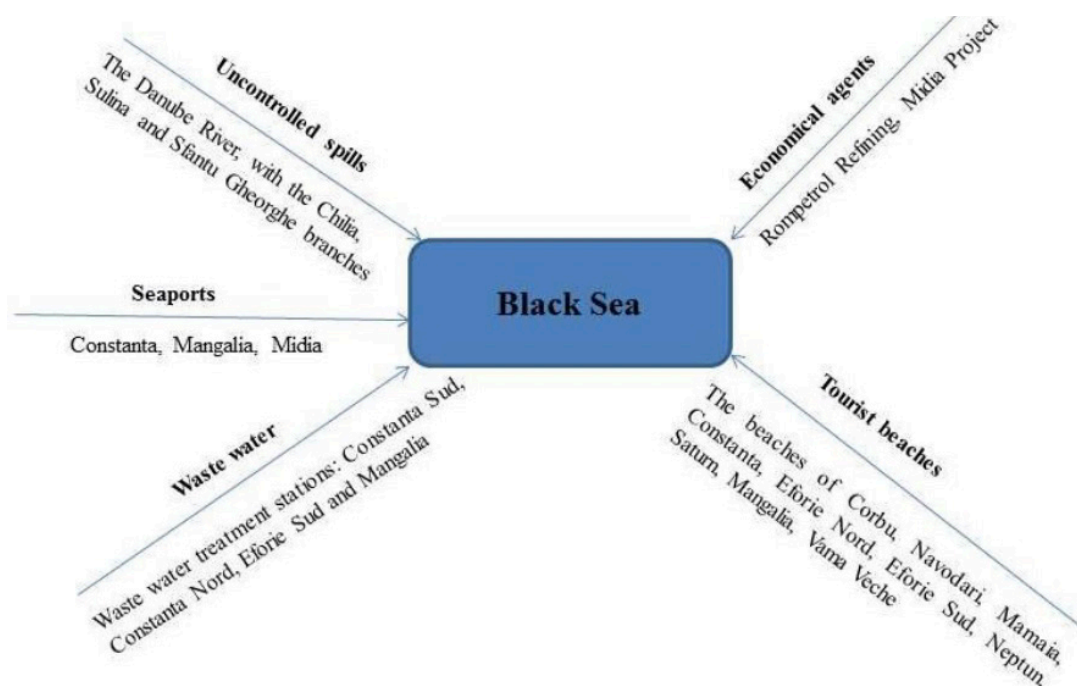 Uncontrolled spills
The Danube River, with the Chilia,
Sulina and Sfantu Gheorghe branches
Economical agents
Rompetrol Refining, Midia Project
Seaports
Constanta, Mangalia, Midia
Black Sea
Waste water
Waste water treatment stations: Constanta Sud,
Constanta Nord, Eforie Sud and Mangalia
Tourist beaches
The beaches of Corbu, Navodari, Mamaia,
Constanta, Eforie Nord, Eforie Sud, Neptun,
Saturn, Mangalia, Vama Veche